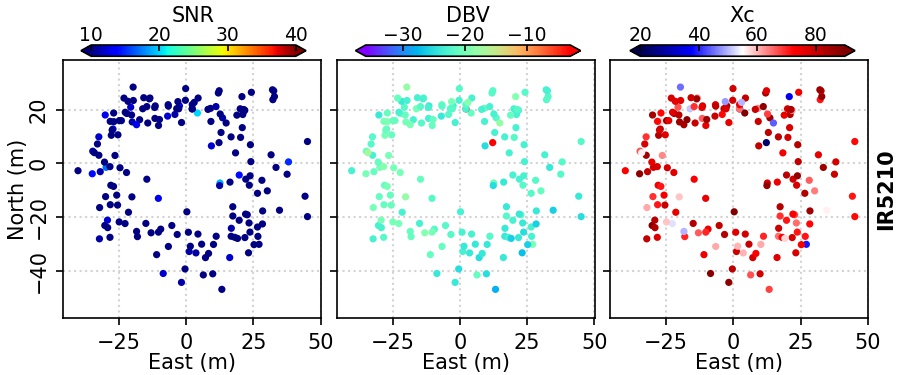 SNR DBV Xc
10 20 30 40 −30 −20 −10 20 40 60 80
20
0
−20
−40
North (m)
IR5210
−25 0 25 50 −25 0 25 50 −25 0 25 50
East (m) East (m) East (m)